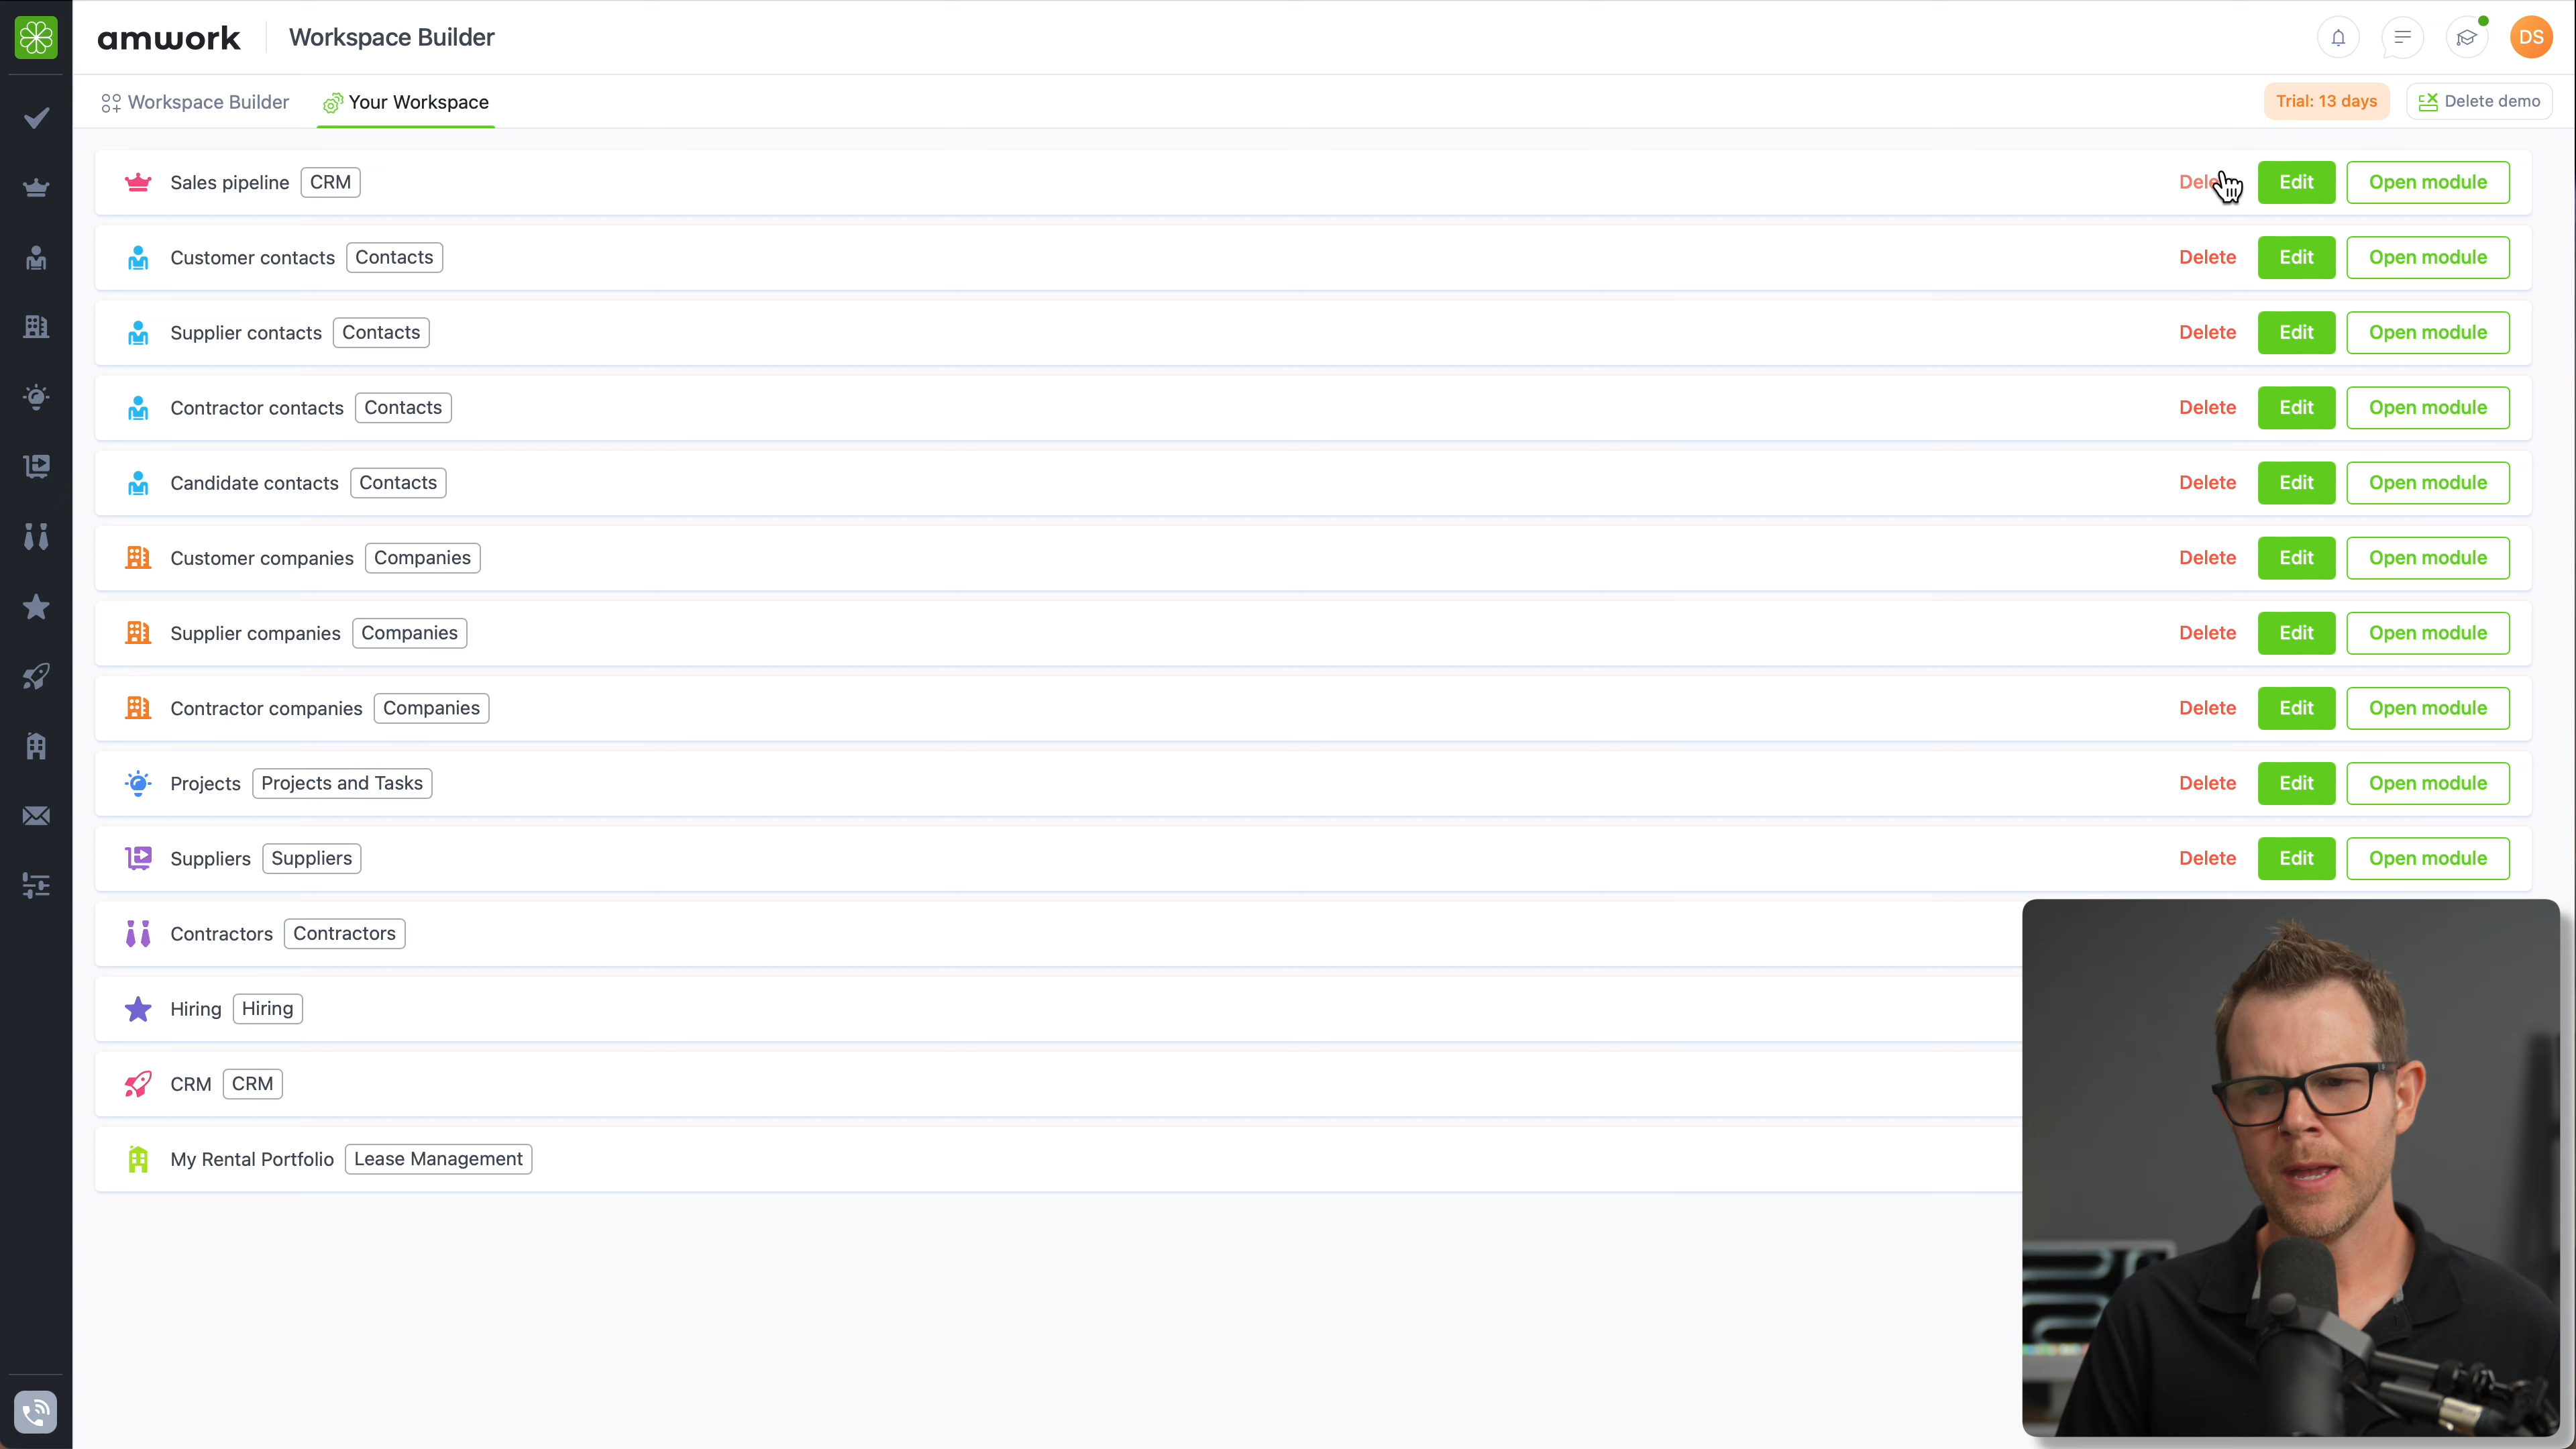 amwork
Workspace Builder
DS
Workspace Builder
Your Workspace
Trial: 13 days
Delete demo
Sales pipeline CRM
Edit Open module
Customer contacts Contacts
Delete Edit Open module
Supplier contacts Contacts
Delete Edit Open module
Contractor contacts Contacts
Delete Edit Open module
Candidate contacts Contacts
Delete Edit Open module
Customer companies Companies
Delete Edit Open module
Supplier companies Companies
Delete Edit Open module
Contractor companies Companies
Delete Edit Open module
Projects Projects and Tasks
Delete Edit Open module
Suppliers Suppliers
Delete Edit Open module
Contractors Contractors
Hiring Hiring
CRM CRM
My Rental Portfolio Lease Management